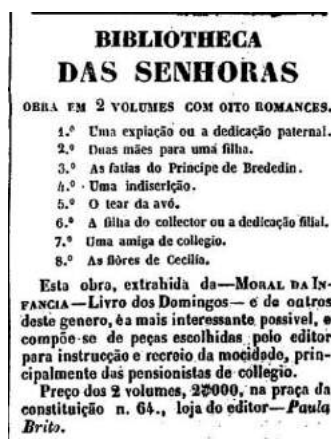 BIBLIOTHECA
DAS SENHORAS
OBRA EM 2 VOLUMES COM OITO ROMANCES.
1.º Uma expiação ou a dedicação paternal.
2.º Duas mães para uma filha.
3.º As fatias do Principe de Brededin.
4.º Uma indiserição.
5.º O tear da avó.
6.º A filha do collector ou a dedicação filial.
7.º Uma amiga de collegio.
8.º As flôres de Cecilia.
Esta obra, extrahida da—MORAL DA IN-
FANCIA—Livro dos Domingos—e de outros
deste genero, é a mais interessante possivel, e
compõe-se de peças escolhidas pelo editor
para instrucção e recreio da mocidade, prin-
cipalmente das pensionistas de collegio.
Preço dos 2 volumes, 2$000, na praça da
constituição n. 64., loja do editor—Paula
Brito.